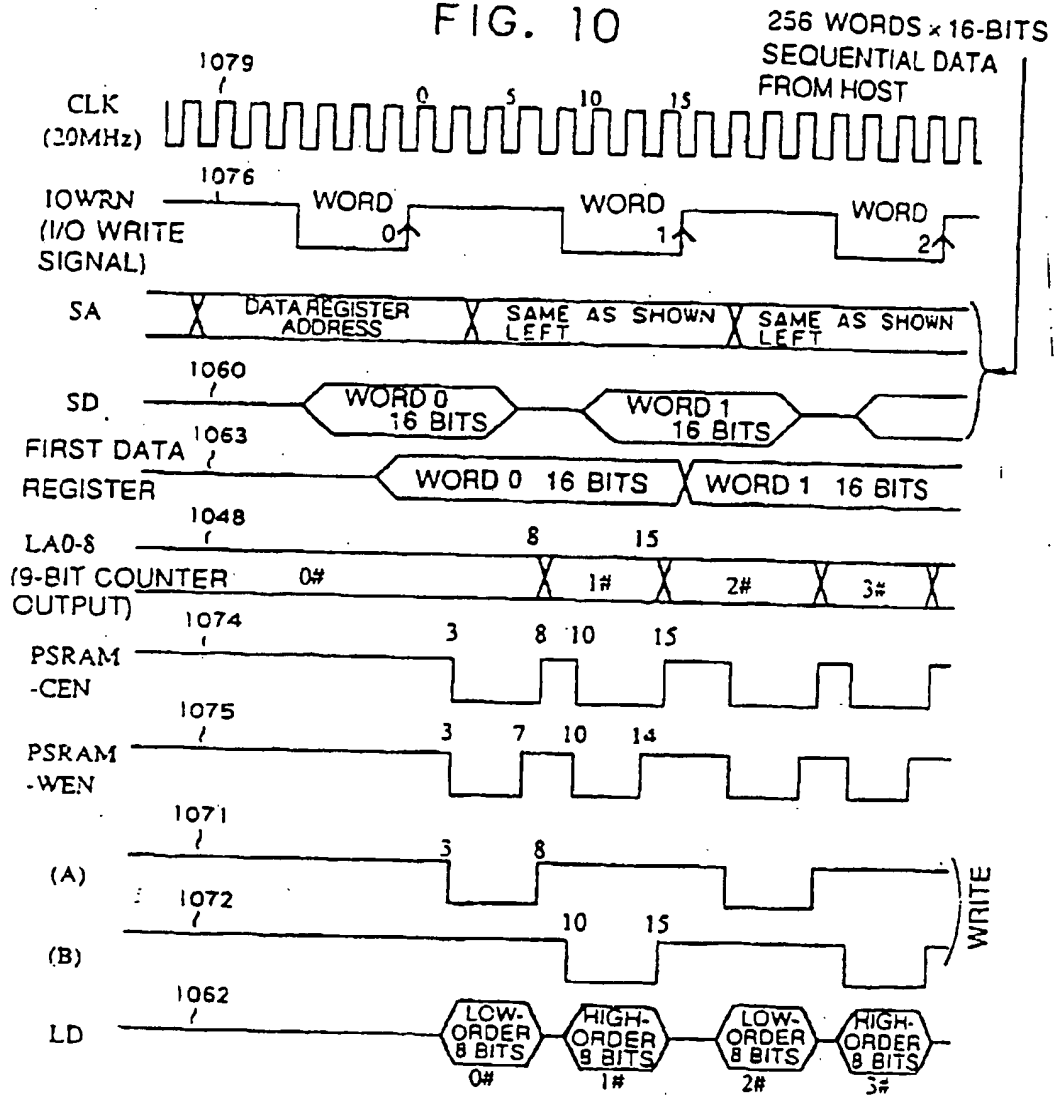 FIG. 10
256 WORDS × 16-BITS
SEQUENTIAL DATA
FROM HOST
1079
CLK
(20MHz)
0 5 10 15
1076
IOWRN
(I/O WRITE
SIGNAL)
WORD 0
WORD 1
WORD 2
SA
DATA REGISTER
ADDRESS
SAME AS SHOWN
LEFT
SAME AS SHOWN
LEFT
1060
SD
WORD 0
16 BITS
WORD 1
16 BITS
1063
FIRST DATA
REGISTER
WORD 0 16 BITS
WORD 1 16 BITS
1048
LA0-8
(9-BIT COUNTER
OUTPUT)
8 15
0# 1# 2# 3#
1074
PSRAM
-CEN
3 8 10 15
1075
PSRAM
-WEN
3 7 10 14
1071
(A)
3 8
1072
(B)
10 15
WRITE
1062
LD
LOW-
ORDER
8 BITS
0#
HIGH-
ORDER
8 BITS
1#
LOW-
ORDER
8 BITS
2#
HIGH-
ORDER
8 BITS
3#